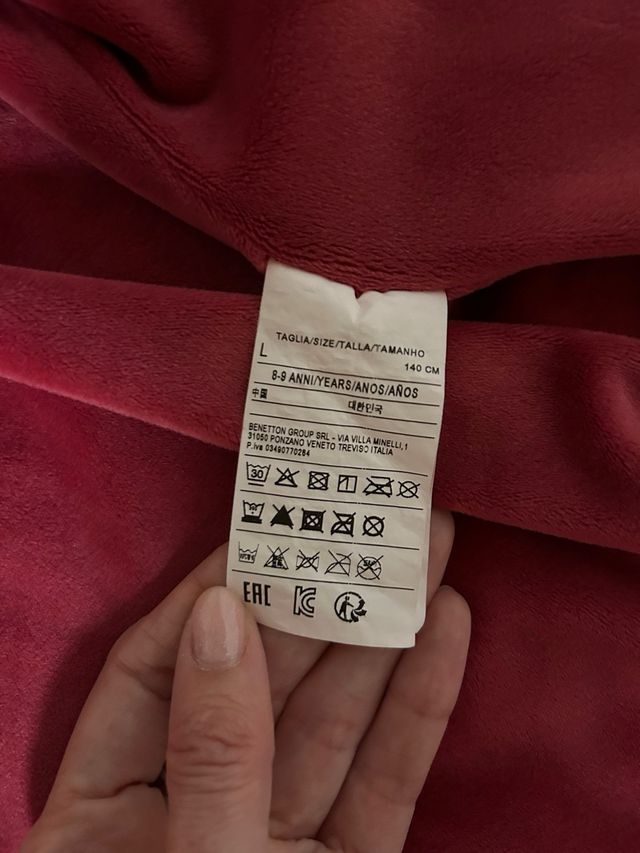 TAGLIA/SIZE/TALLA/TAMANHO
L 140 CM
8-9 ANNI/YEARS/ANOS/AÑOS
中国 대한민국
BENETTON GROUP SRL - VIA VILLA MINELLI,1
31050 PONZANO VENETO TREVISO ITALIA
P.iva 03490770264
30
EAC